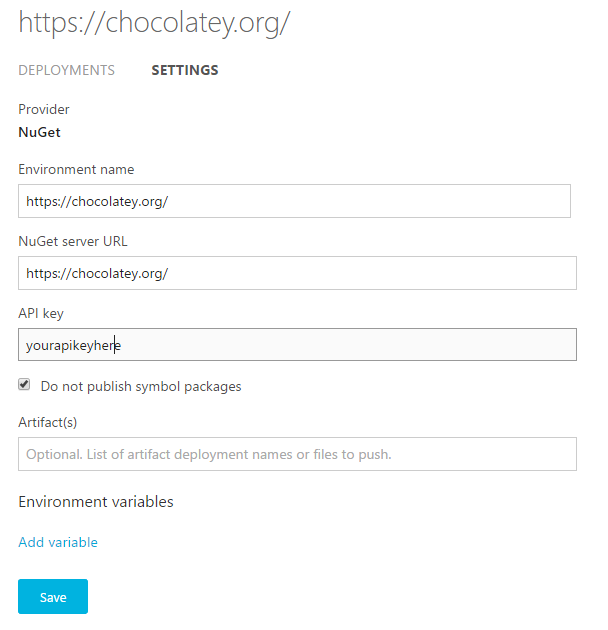 https://chocolatey.org/
DEPLOYMENTS SETTINGS
Provider
NuGet
Environment name
https://chocolatey.org/
NuGet server URL
https://chocolatey.org/
API key
yourapikeyhere
Do not publish symbol packages
Artifact(s)
Optional. List of artifact deployment names or files to push.
Environment variables
Add variable
Save